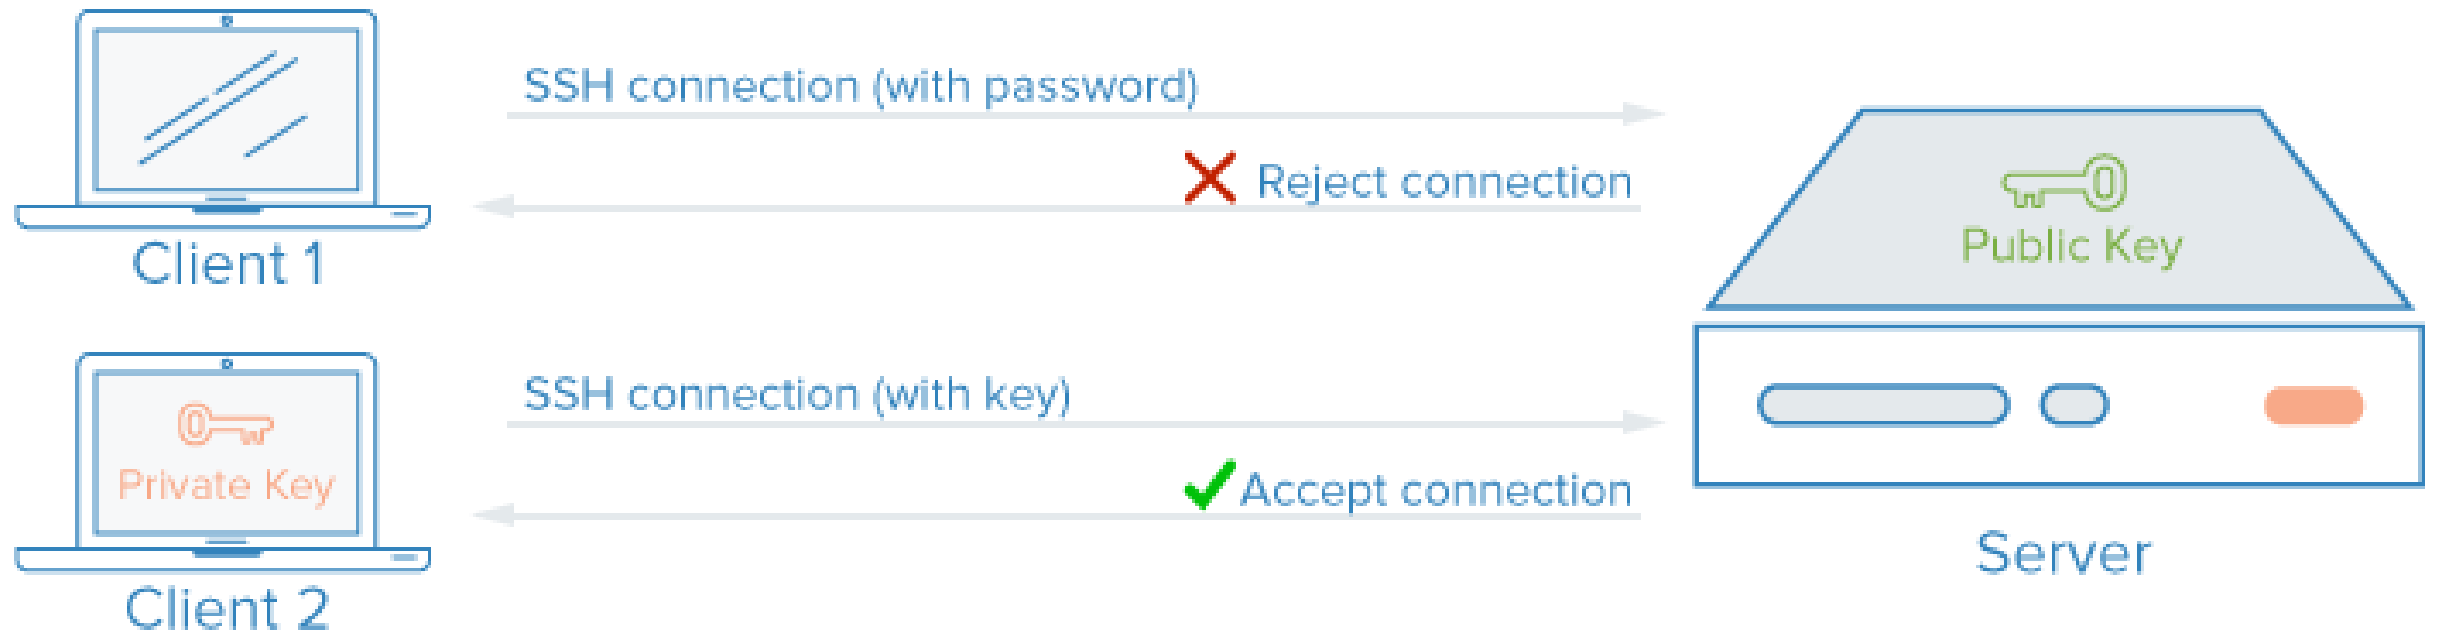 SSH connection (with password)
Reject connection
Client 1
Public Key
SSH connection (with key)
Private Key
Accept connection
Client 2
Server